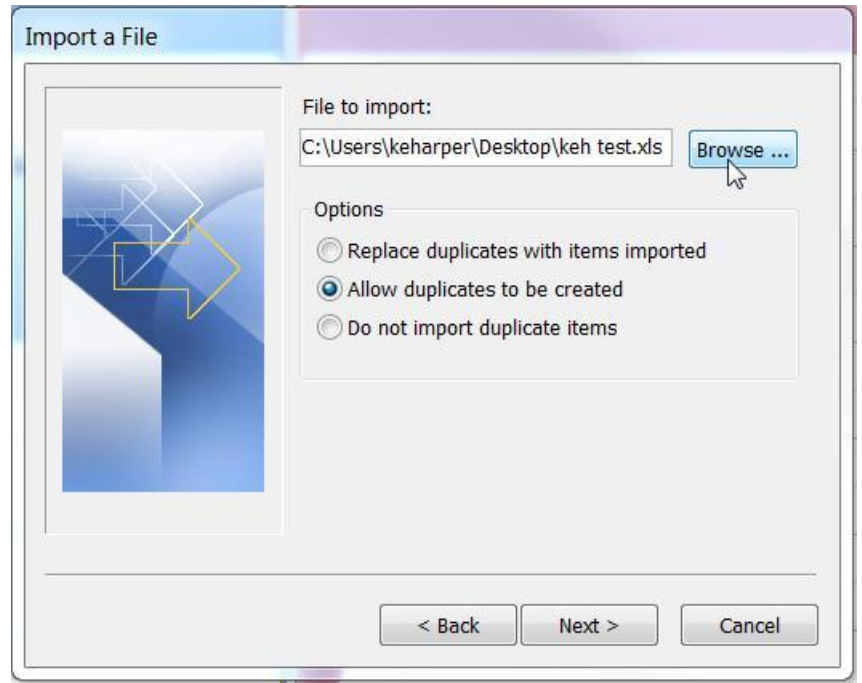 Import a File
File to import:
C:\Users\keharper\Desktop\keh test.xls
Browse ...
Options
Replace duplicates with items imported
Allow duplicates to be created
Do not import duplicate items
< Back
Next >
Cancel